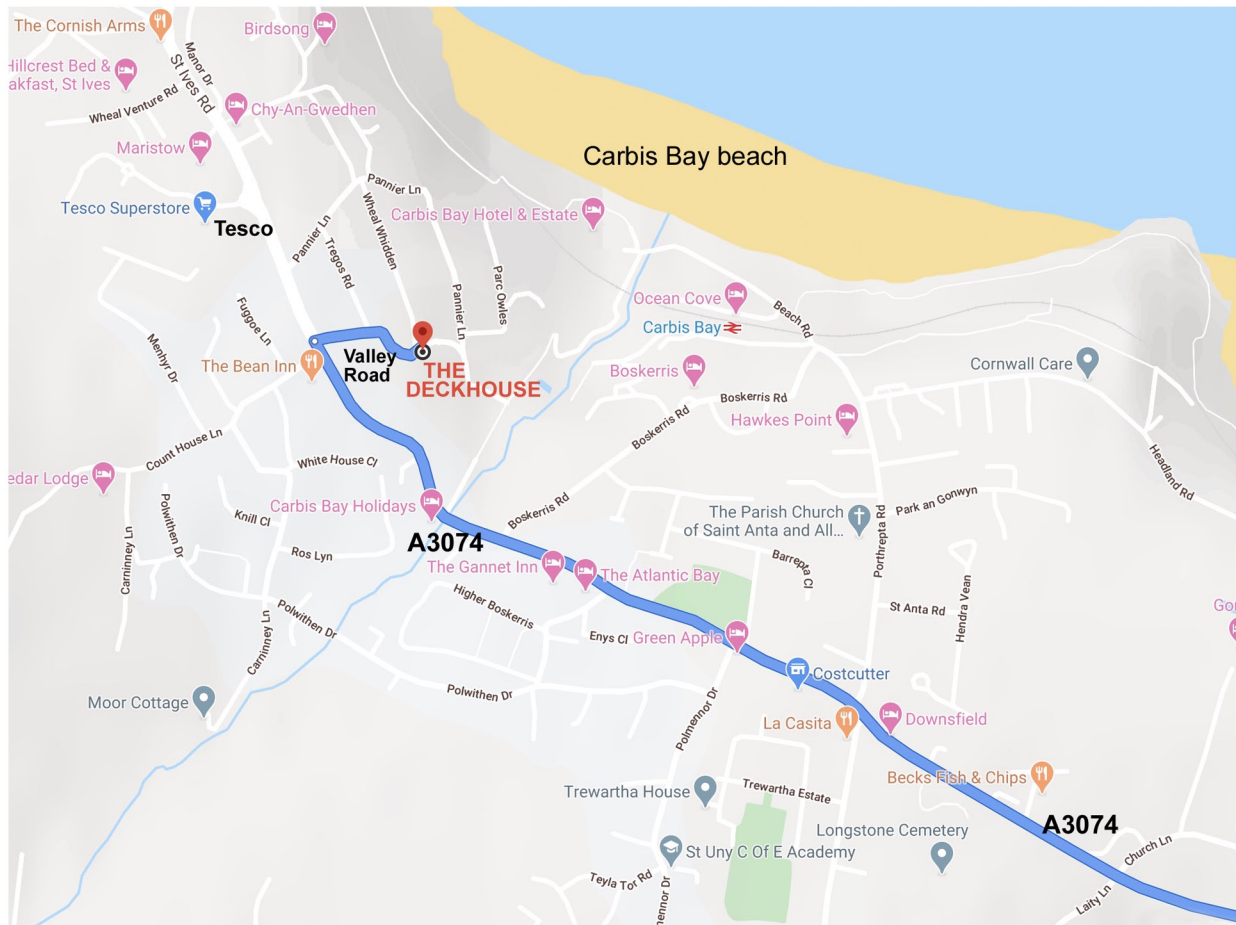 The Cornish Arms
Birdsong
Manor Dr
St Ives Rd
Hillcrest Bed &
akfast, St Ives
Wheal Venture Rd
Chy-An-Gwedhen
Maristow
Carbis Bay beach
Pannier Ln
Tesco Superstore
Tesco
Carbis Bay Hotel & Estate
Pannier Ln
Wheal Whidden
Tregos Rd
Parc Owles
Pannier Ln
Fuggoe Ln
Ocean Cove
Beach Rd
Carbis Bay
Menhyr Dr
The Bean Inn
Valley
Road
THE
DECKHOUSE
Boskerris
Cornwall Care
Boskerris Rd
Hawkes Point
Boskerris Rd
Count House Ln
White House Cl
Headland Rd
edar Lodge
Carbis Bay Holidays
Polwithen Dr
Knill Cl
Boskerris Rd
Park an Gonwyn
The Parish Church
of Saint Anta and All...
Porthrepta Rd
A3074
Ros Lyn
Carninney Ln
The Gannet Inn
The Atlantic Bay
Barrepta Cl
Higher Boskerris
St Anta Rd
Hendra Vean
Gor
Polwithen Dr
Carninney Ln
Enys Cl
Green Apple
Costcutter
Moor Cottage
Polwithen Dr
Polmennor Dr
La Casita
Downsfield
Becks Fish & Chips
Trewartha House
Trewartha Estate
A3074
Longstone Cemetery
Church Ln
St Uny C Of E Academy
Teyla Tor Rd
mennor Dr
Laity Ln